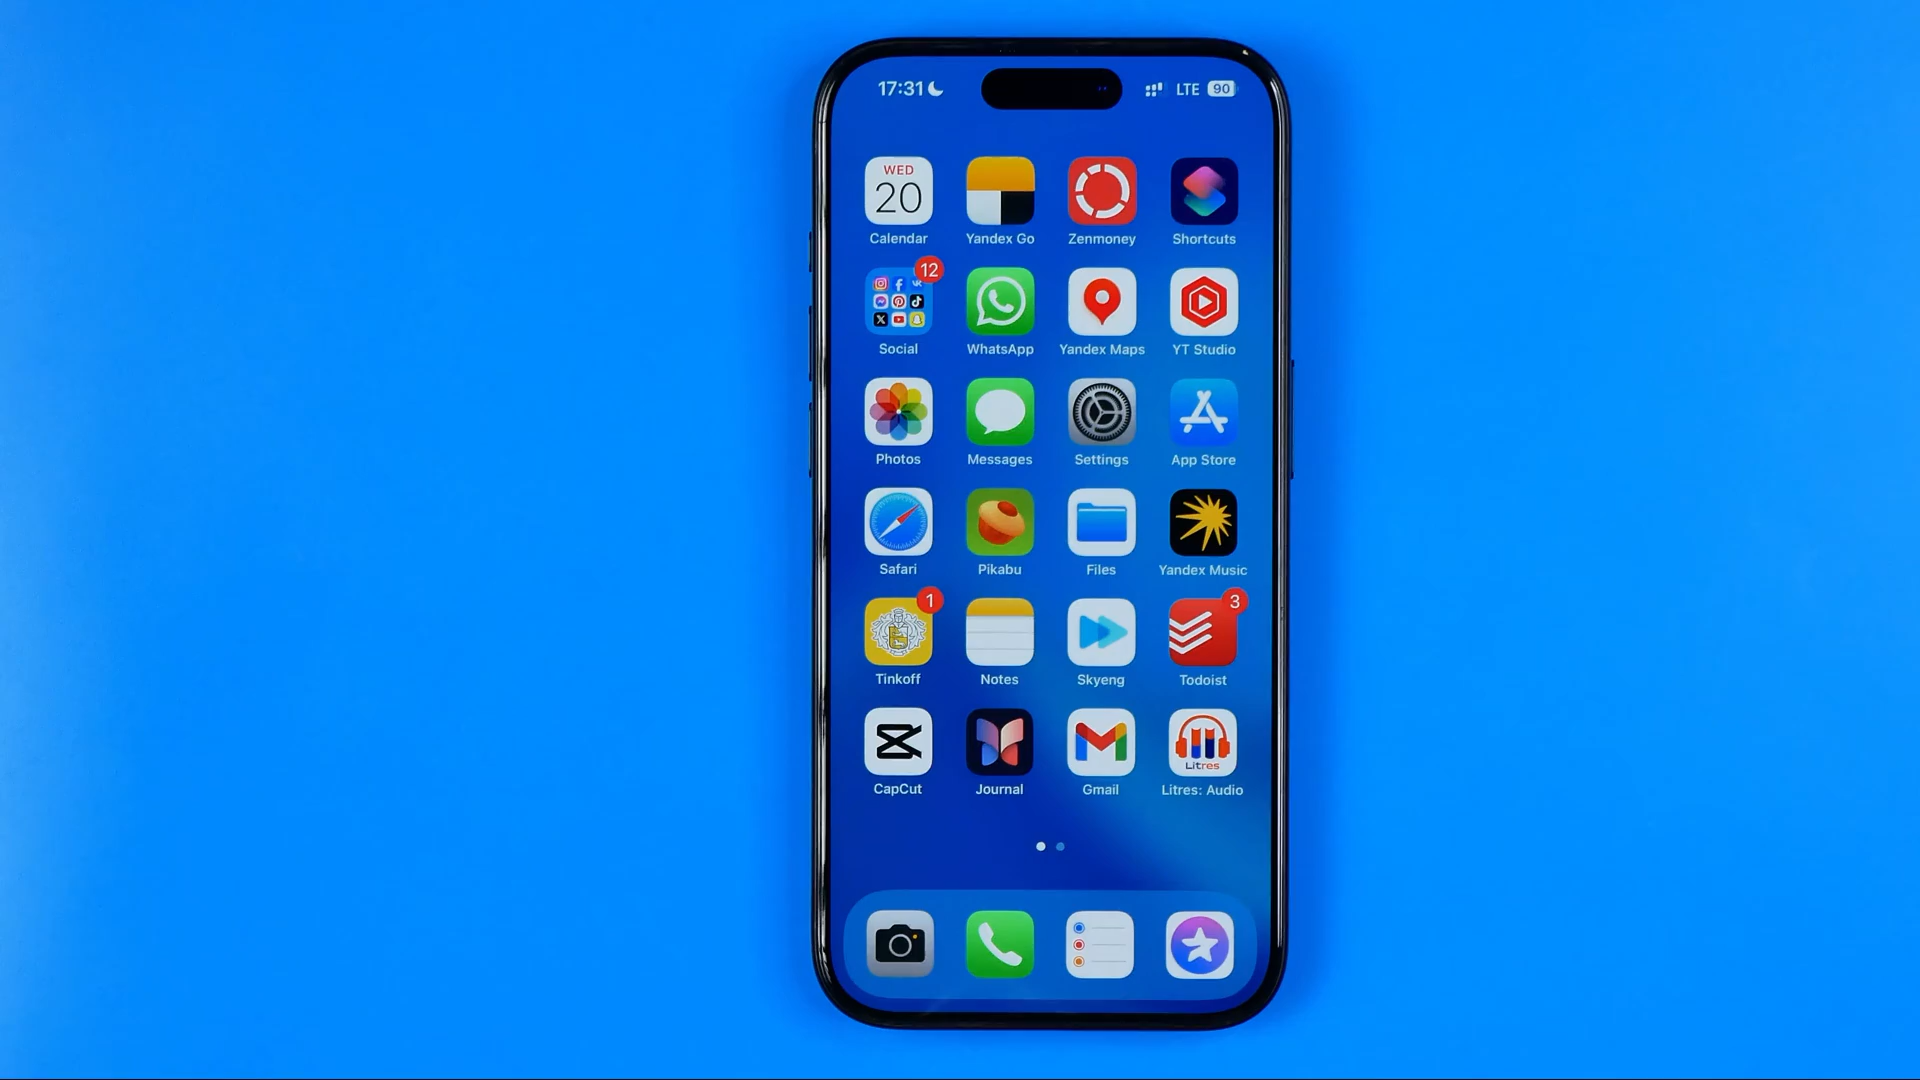 17:31 LTE 90
WED
20
Calendar Yandex Go Zenmoney Shortcuts
12
Social WhatsApp Yandex Maps YT Studio
Photos Messages Settings App Store
Safari Pikabu Files Yandex Music
1 3
Tinkoff Notes Skyeng Todoist
Litres
CapCut Journal Gmail Litres: Audio